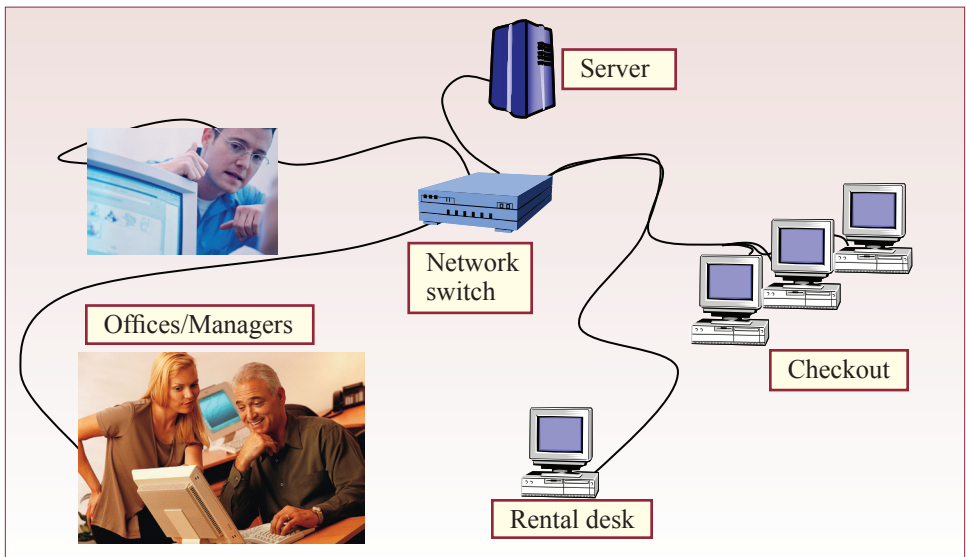 Server
Network
switch
Offices/Managers
Checkout
Rental desk